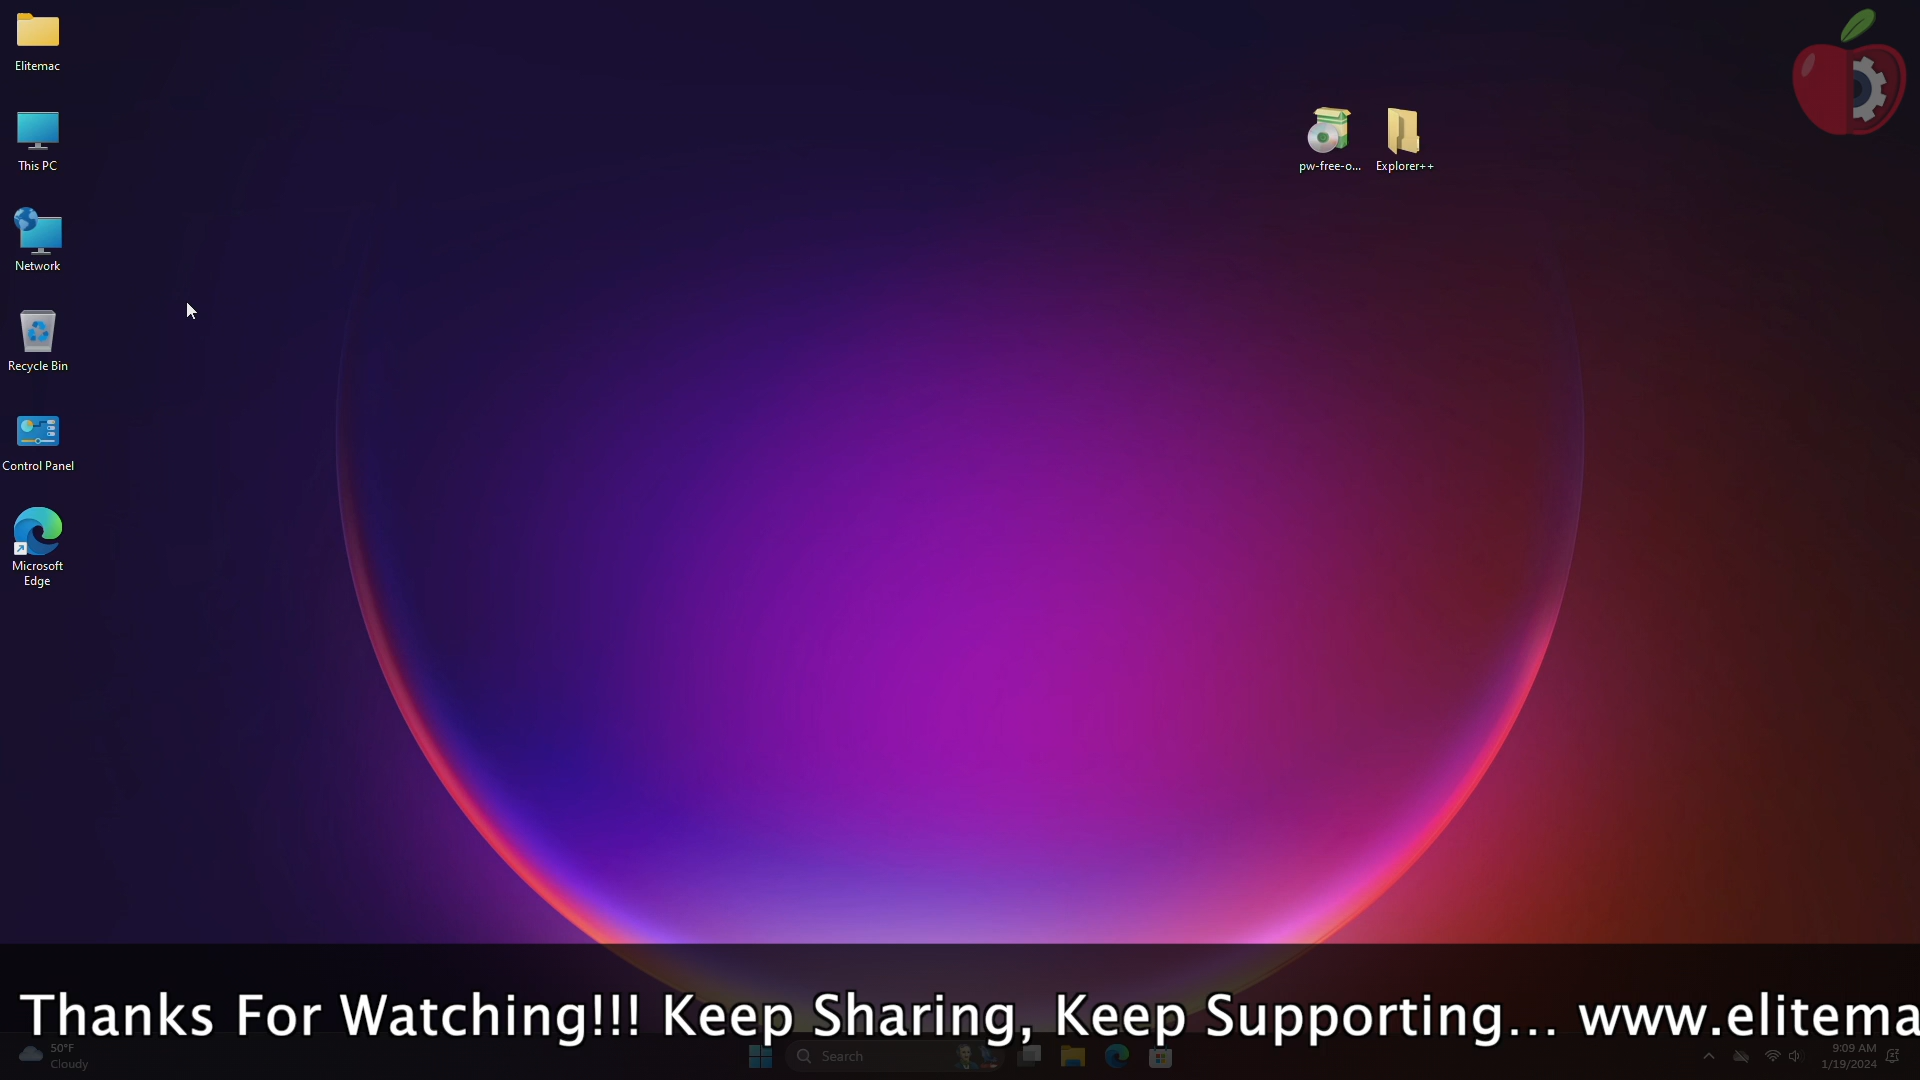 Elitemac
This PC
Network
Recycle Bin
Control Panel
Microsoft
Edge
pw-free-o...
Explorer++
Thanks For Watching!!! Keep Sharing, Keep Supporting... www.elitema
50°F
Cloudy
Search
9:09 AM
1/19/2024